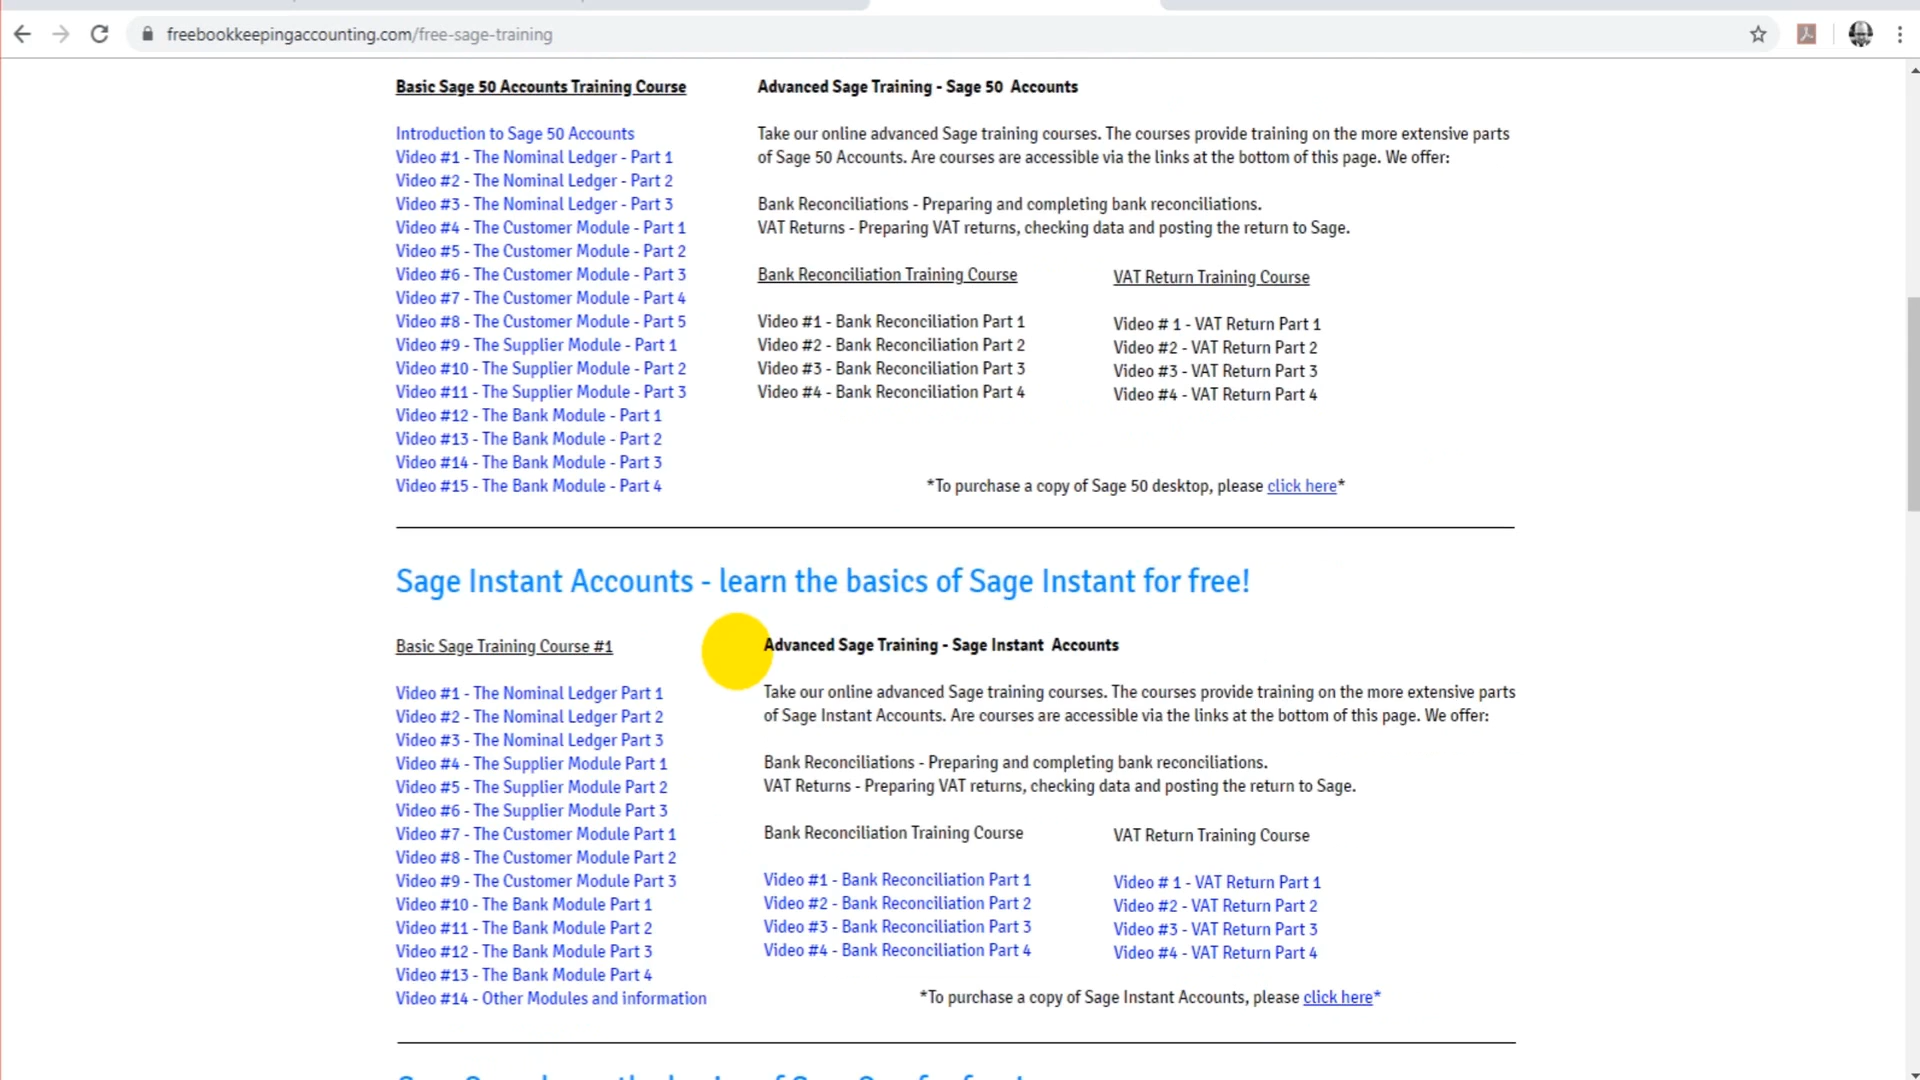 freebookkeepingaccounting.com/free-sage-training
Basic Sage 50 Accounts Training Course
Introduction to Sage 50 Accounts
Video #1 - The Nominal Ledger - Part 1
Video #2 - The Nominal Ledger - Part 2
Video #3 - The Nominal Ledger - Part 3
Video #4 - The Customer Module - Part 1
Video #5 - The Customer Module - Part 2
Video #6 - The Customer Module - Part 3
Video #7 - The Customer Module - Part 4
Video #8 - The Customer Module - Part 5
Video #9 - The Supplier Module - Part 1
Video #10 - The Supplier Module - Part 2
Video #11 - The Supplier Module - Part 3
Video #12 - The Bank Module - Part 1
Video #13 - The Bank Module - Part 2
Video #14 - The Bank Module - Part 3
Video #15 - The Bank Module - Part 4
Advanced Sage Training - Sage 50 Accounts
Take our online advanced Sage training courses. The courses provide training on the more extensive parts
of Sage 50 Accounts. Are courses are accessible via the links at the bottom of this page. We offer:
Bank Reconciliations - Preparing and completing bank reconciliations.
VAT Returns - Preparing VAT returns, checking data and posting the return to Sage.
Bank Reconciliation Training Course
Video #1 - Bank Reconciliation Part 1
Video #2 - Bank Reconciliation Part 2
Video #3 - Bank Reconciliation Part 3
Video #4 - Bank Reconciliation Part 4
VAT Return Training Course
Video # 1 - VAT Return Part 1
Video #2 - VAT Return Part 2
Video #3 - VAT Return Part 3
Video #4 - VAT Return Part 4
*To purchase a copy of Sage 50 desktop, please click here*
Sage Instant Accounts - learn the basics of Sage Instant for free!
Basic Sage Training Course #1
Video #1 - The Nominal Ledger Part 1
Video #2 - The Nominal Ledger Part 2
Video #3 - The Nominal Ledger Part 3
Video #4 - The Supplier Module Part 1
Video #5 - The Supplier Module Part 2
Video #6 - The Supplier Module Part 3
Video #7 - The Customer Module Part 1
Video #8 - The Customer Module Part 2
Video #9 - The Customer Module Part 3
Video #10 - The Bank Module Part 1
Video #11 - The Bank Module Part 2
Video #12 - The Bank Module Part 3
Video #13 - The Bank Module Part 4
Video #14 - Other Modules and information
Advanced Sage Training - Sage Instant Accounts
Take our online advanced Sage training courses. The courses provide training on the more extensive parts
of Sage Instant Accounts. Are courses are accessible via the links at the bottom of this page. We offer:
Bank Reconciliations - Preparing and completing bank reconciliations.
VAT Returns - Preparing VAT returns, checking data and posting the return to Sage.
Bank Reconciliation Training Course
Video #1 - Bank Reconciliation Part 1
Video #2 - Bank Reconciliation Part 2
Video #3 - Bank Reconciliation Part 3
Video #4 - Bank Reconciliation Part 4
VAT Return Training Course
Video # 1 - VAT Return Part 1
Video #2 - VAT Return Part 2
Video #3 - VAT Return Part 3
Video #4 - VAT Return Part 4
*To purchase a copy of Sage Instant Accounts, please click here*